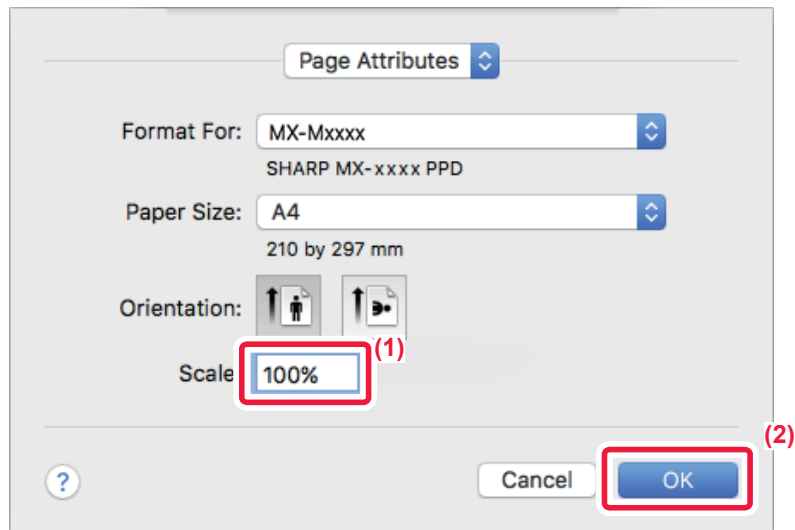 Page Attributes
Format For: MX-Mxxxx
SHARP MX-xxxx PPD
Paper Size: A4
210 by 297 mm
Orientation:
(1)
Scale 100%
(2)
? Cancel OK